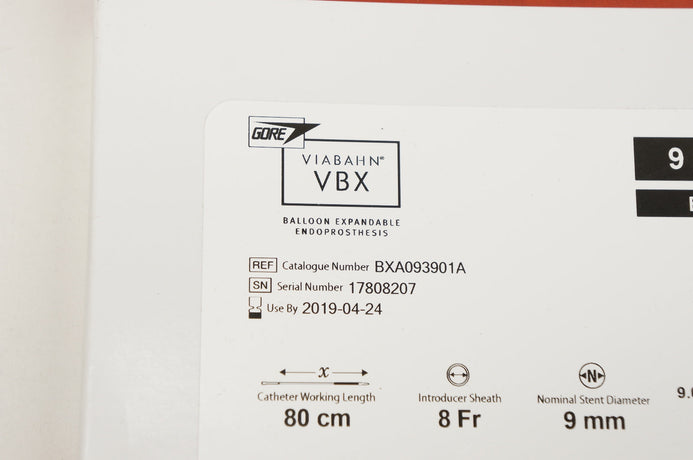 GORE
VIABAHN®
VBX
BALLOON EXPANDABLE
ENDOPROSTHESIS
9
REF Catalogue Number BXA093901A
SN Serial Number 17808207
Use By 2019-04-24
x
N
Catheter Working Length
Introducer Sheath
Nominal Stent Diameter
80 cm
8 Fr
9 mm